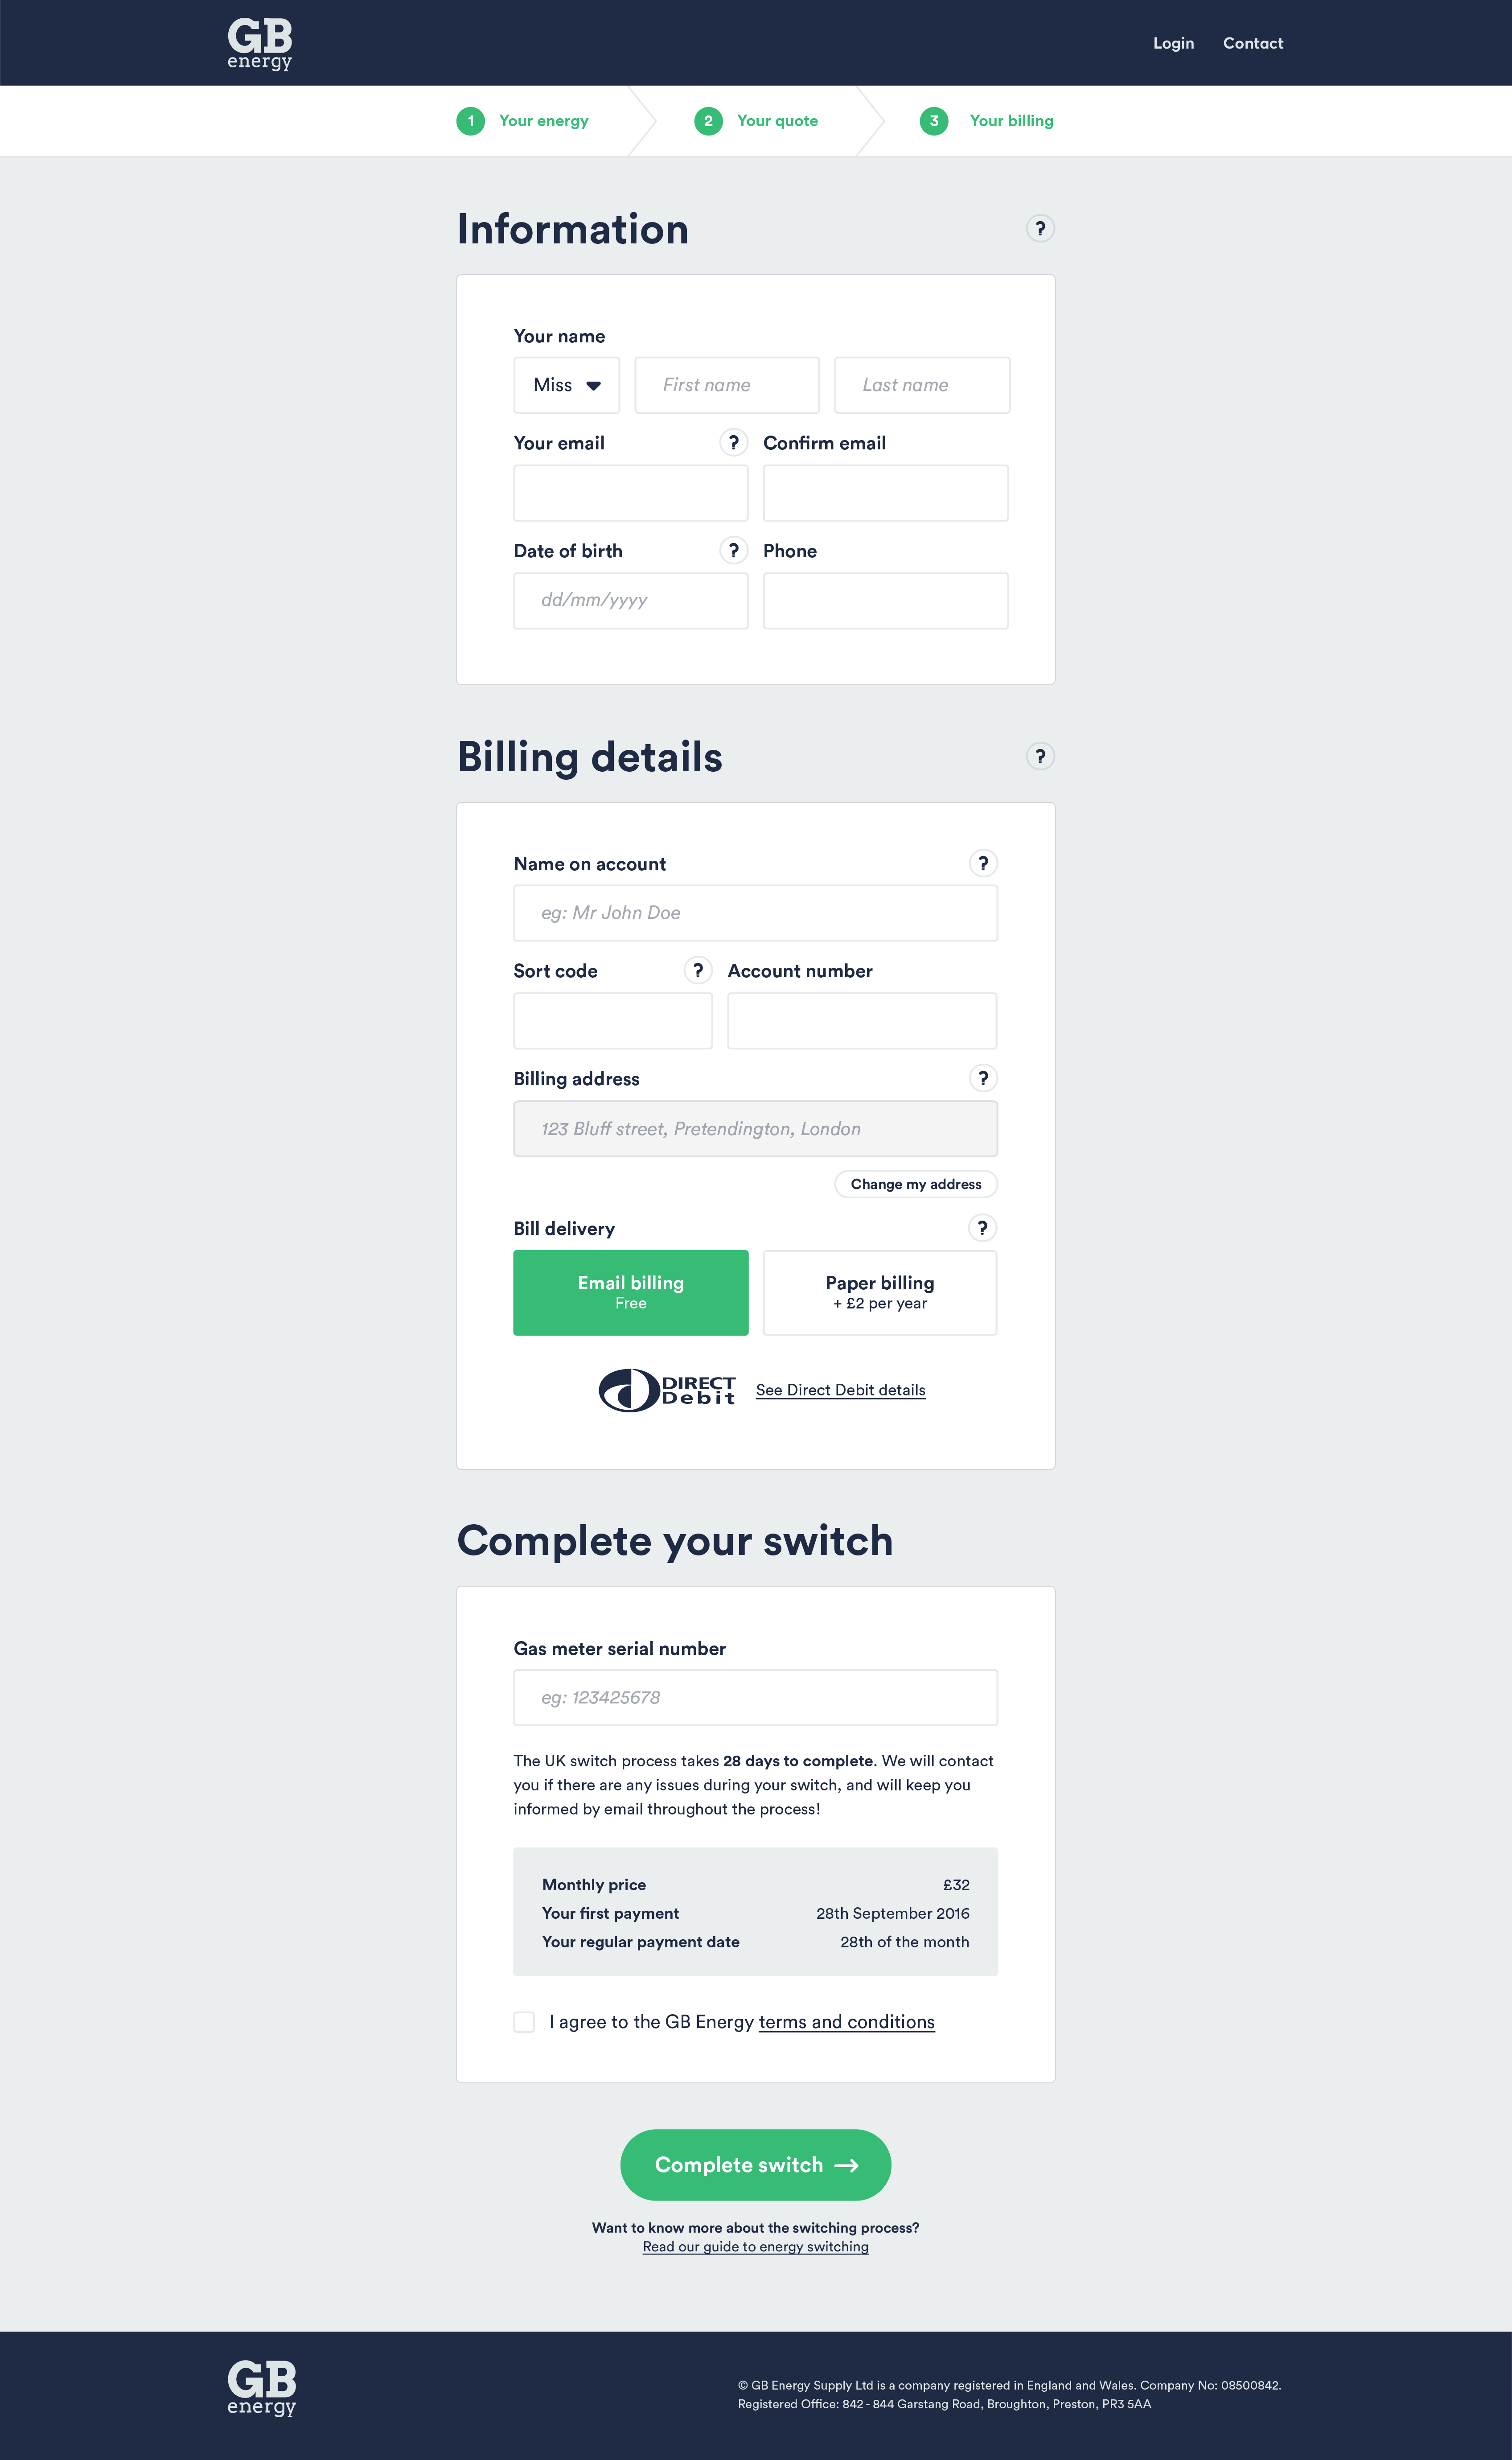 GB
energy
Login Contact
1 Your energy 2 Your quote 3 Your billing
Information ?
Your name
Miss First name Last name
Your email ? Confirm email
Date of birth ? Phone
dd/mm/yyyy
Billing details ?
Name on account ?
eg: Mr John Doe
Sort code ? Account number
Billing address ?
123 Bluff street, Pretendington, London
Change my address
Bill delivery ?
Email billing Paper billing
Free + £2 per year
DIRECT
Debit
See Direct Debit details
Complete your switch
Gas meter serial number
eg: 123425678
The UK switch process takes 28 days to complete. We will contact
you if there are any issues during your switch, and will keep you
informed by email throughout the process!
Monthly price £32
Your first payment 28th September 2016
Your regular payment date 28th of the month
I agree to the GB Energy terms and conditions
Complete switch →
Want to know more about the switching process?
Read our guide to energy switching
GB
energy
© GB Energy Supply Ltd is a company registered in England and Wales. Company No: 08500842.
Registered Office: 842 - 844 Garstang Road, Broughton, Preston, PR3 5AA